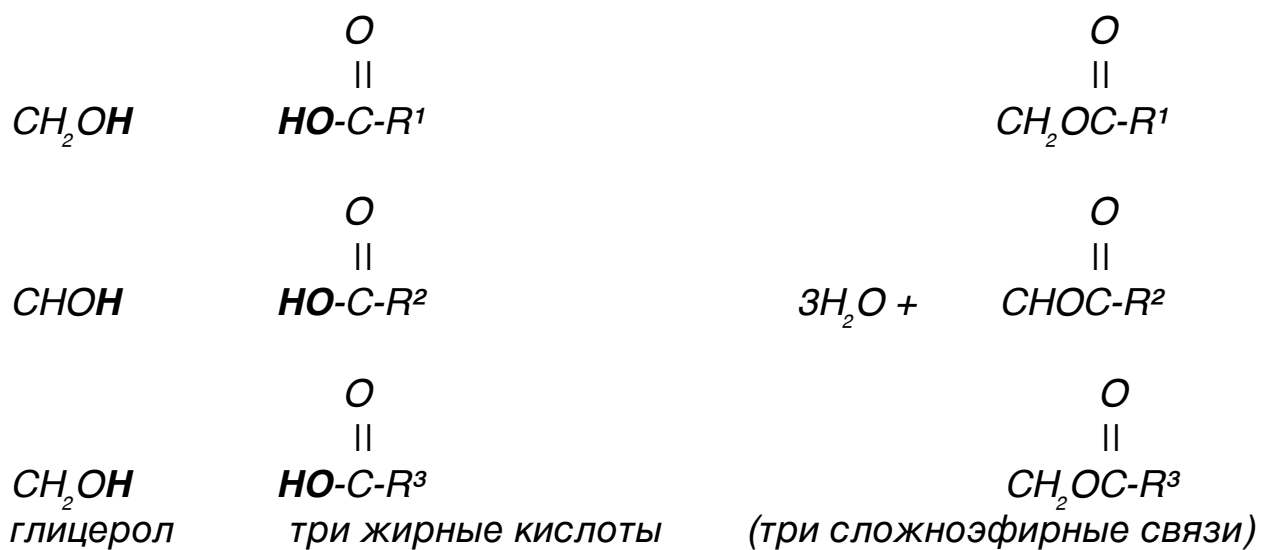 O O
|| ||
CH₂OH HO-C-R¹ CH₂OC-R¹
O O
|| ||
CHOH HO-C-R² 3H₂O + CHOC-R²
O O
|| ||
CH₂OH HO-C-R³ CH₂OC-R³
глицерол три жирные кислоты (три сложноэфирные связи)